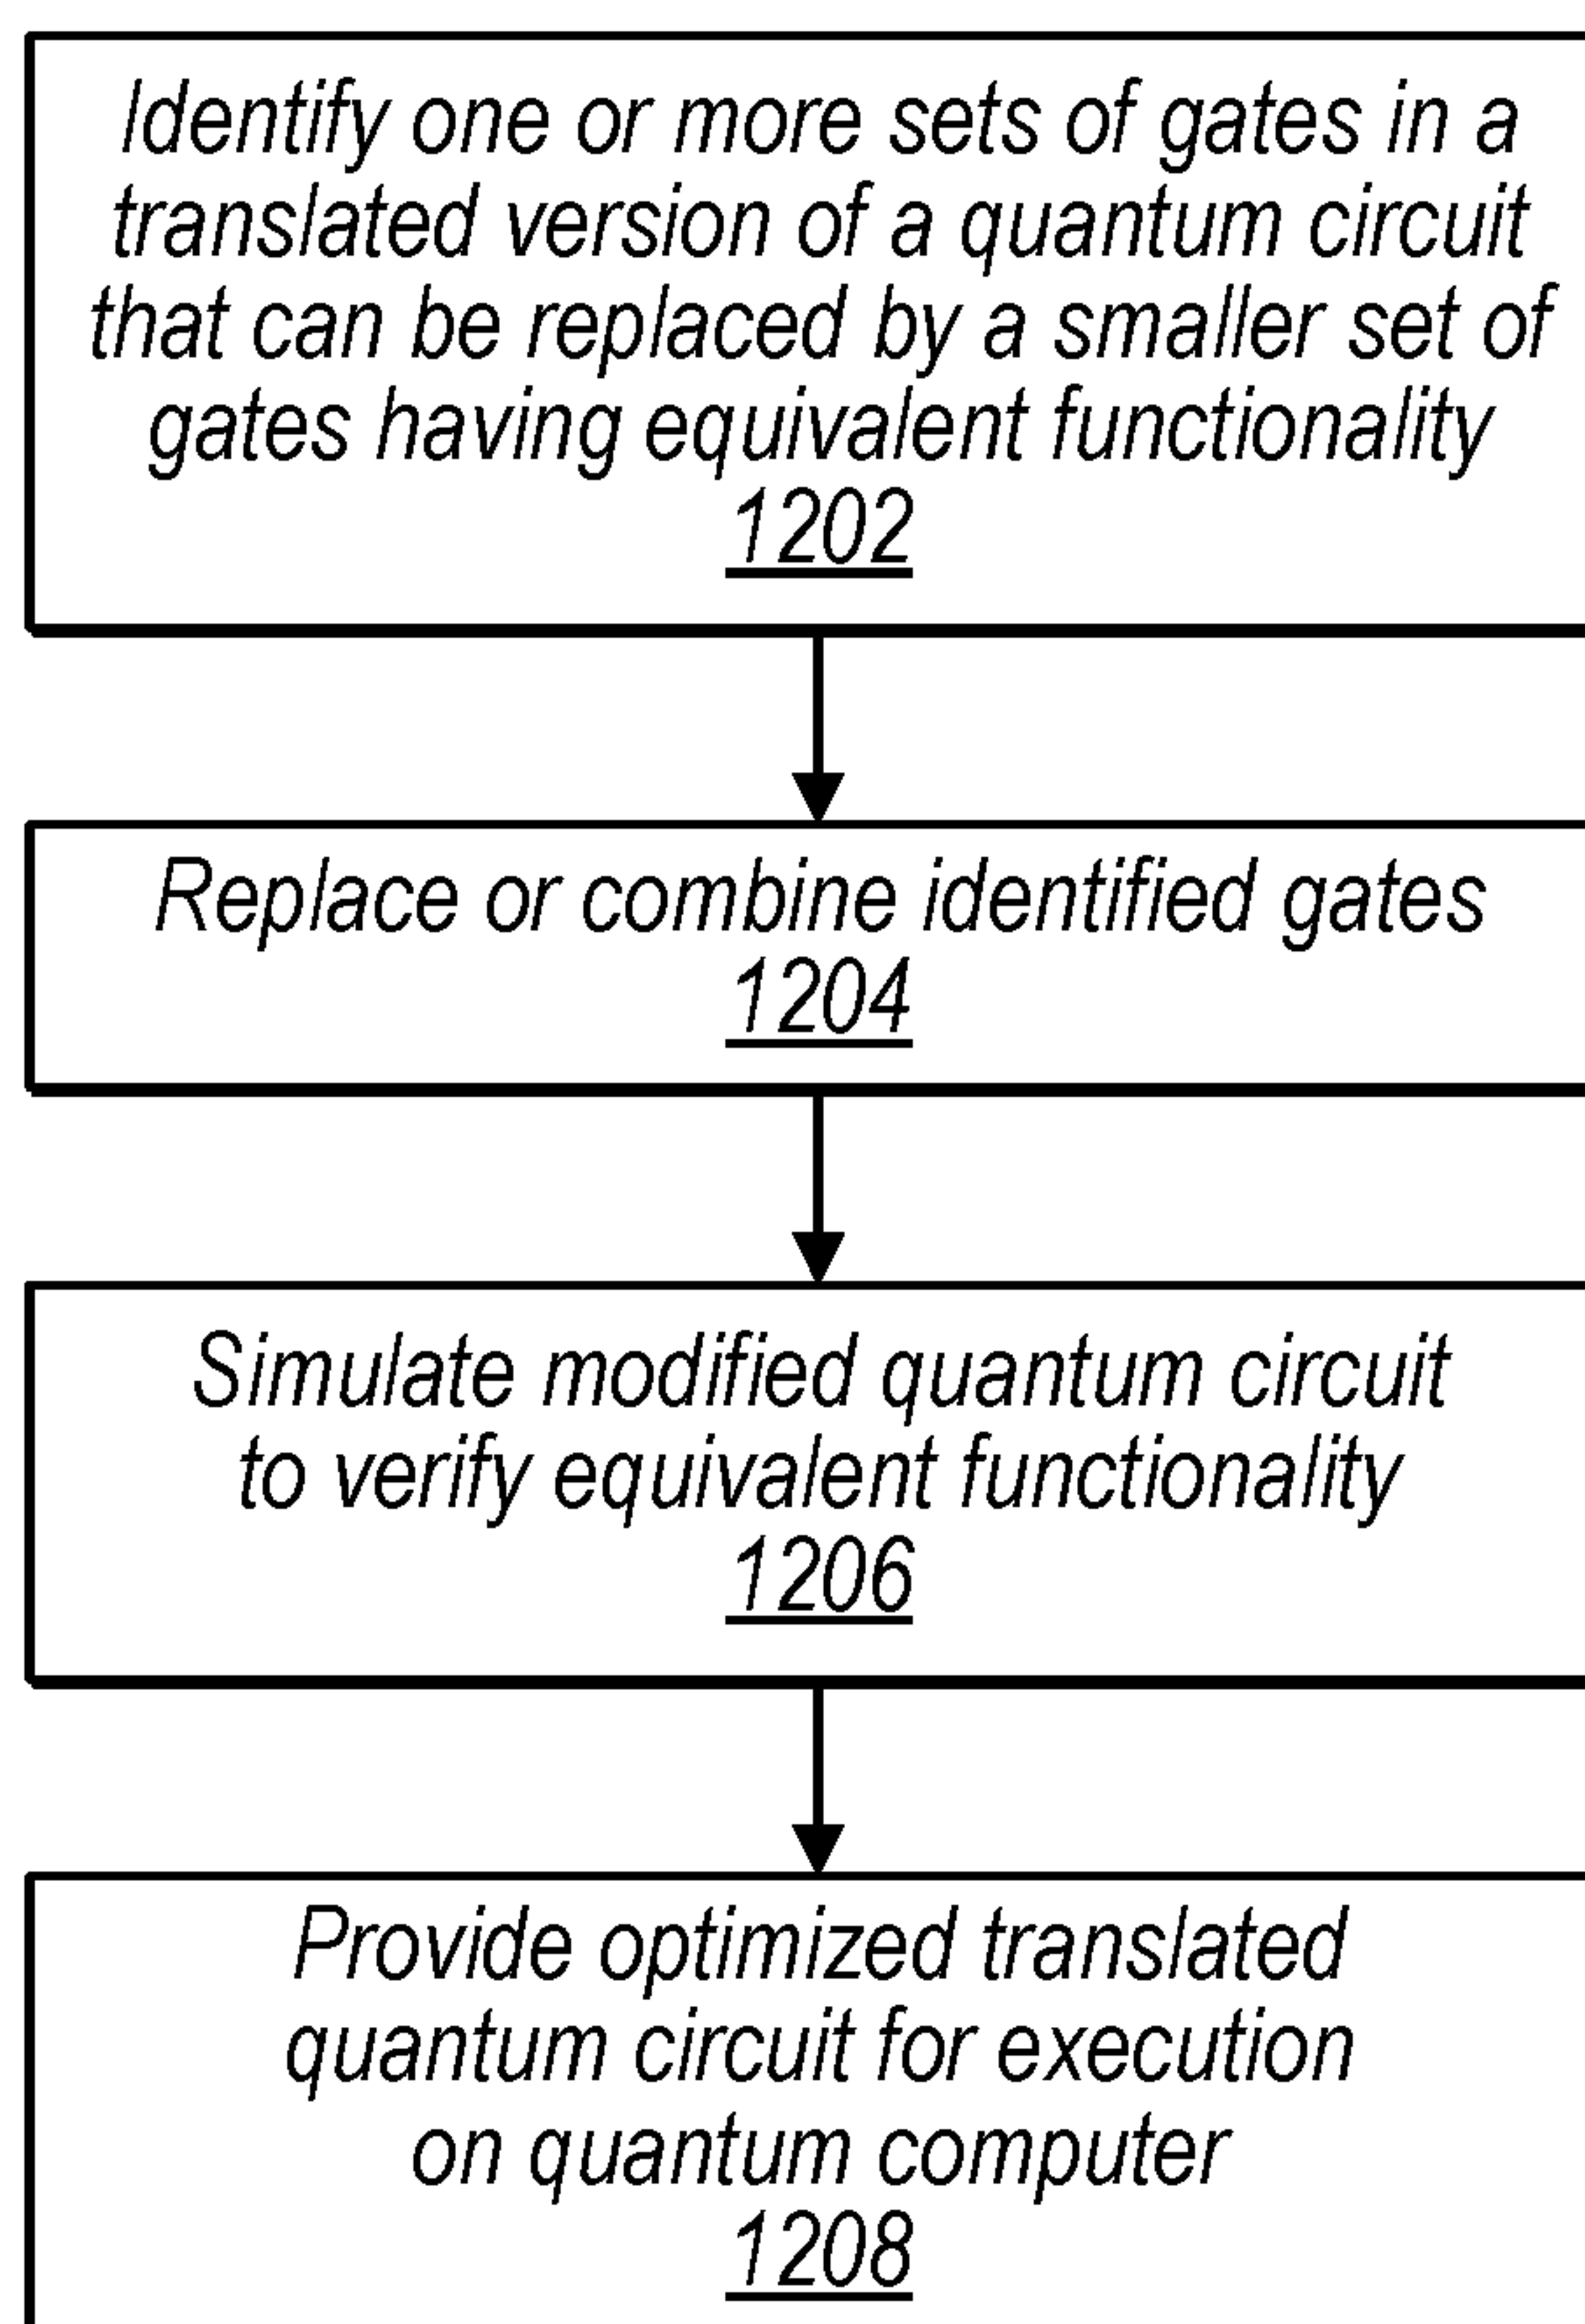 Identify one or more sets of gates in a
translated version of a quantum circuit
that can be replaced by a smaller set of
gates having equivalent functionality
1202
Replace or combine identified gates
1204
Simulate modified quantum circuit
to verify equivalent functionality
1206
Provide optimized translated
quantum circuit for execution
on quantum computer
1208